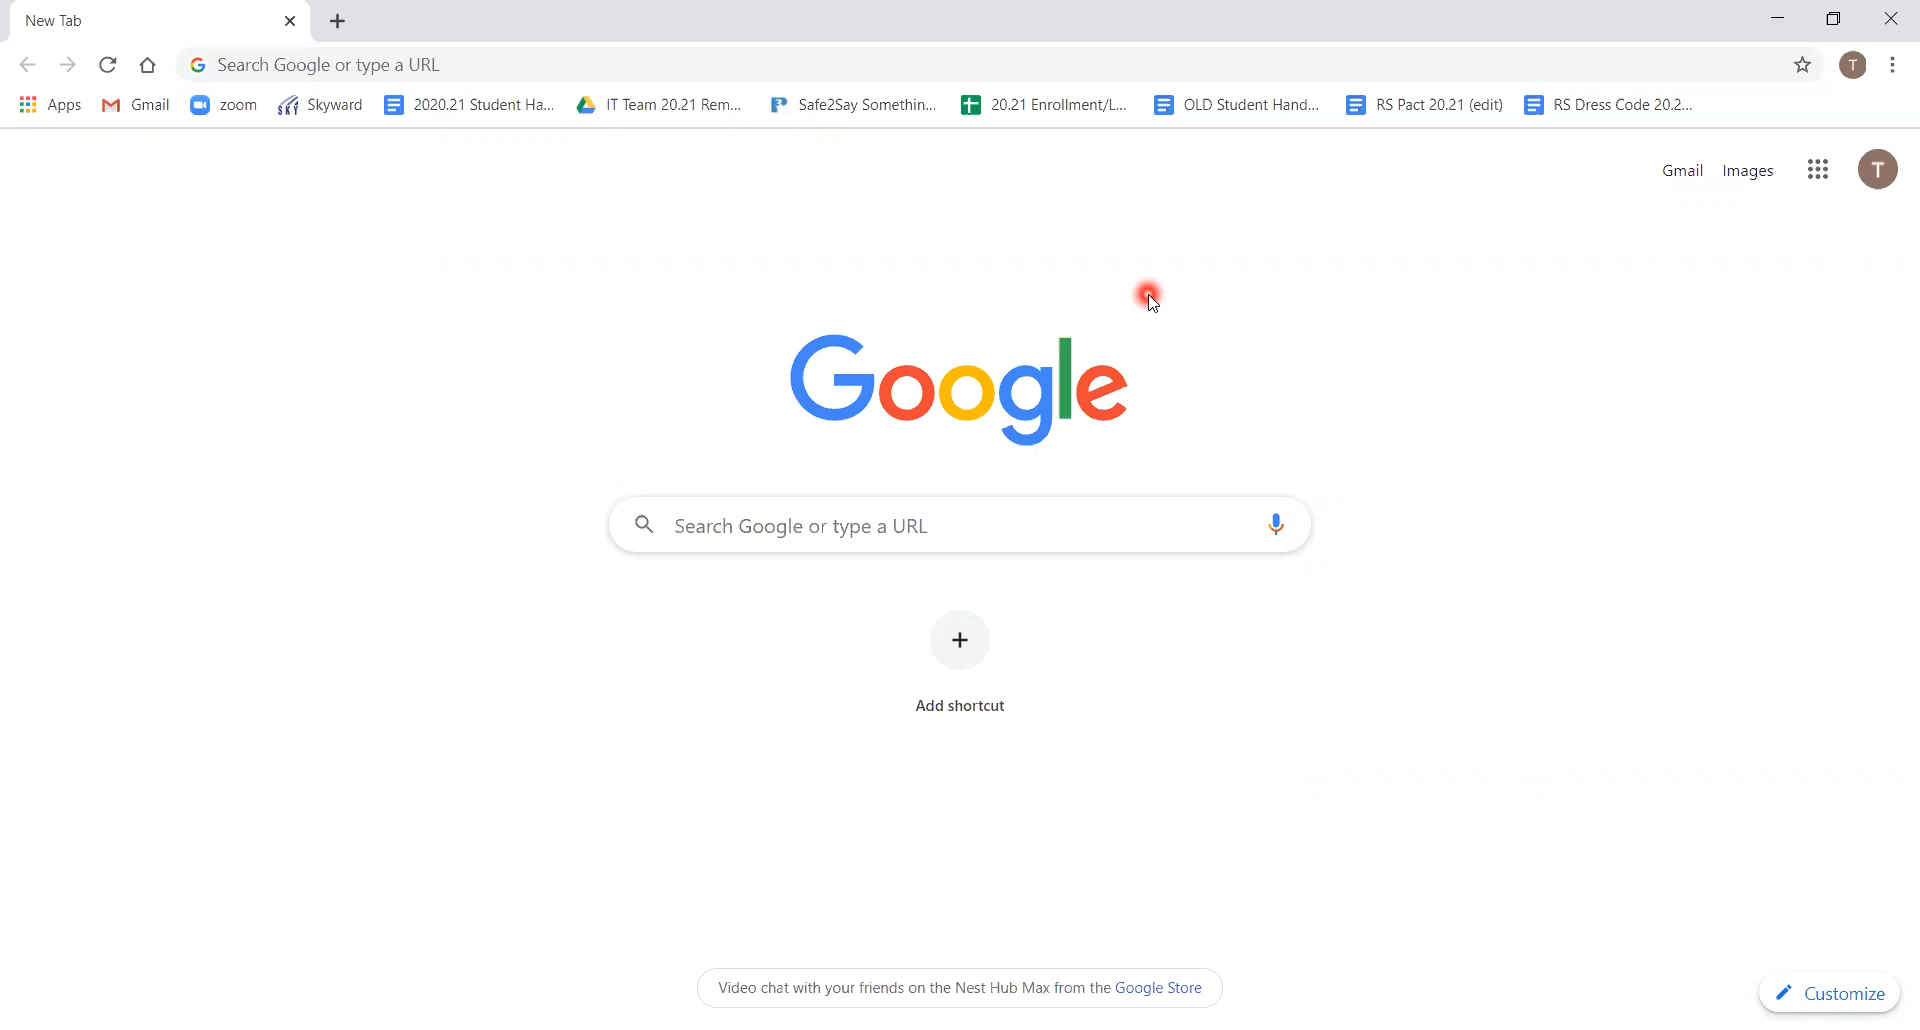 New Tab
Search Google or type a URL
Apps Gmail zoom Skyward 2020.21 Student Ha... IT Team 20.21 Rem... Safe2Say Somethin... 20.21 Enrollment/L... OLD Student Hand... RS Pact 20.21 (edit) RS Dress Code 20.2...
Gmail Images T
Google
Search Google or type a URL
Add shortcut
Video chat with your friends on the Nest Hub Max from the Google Store
Customize